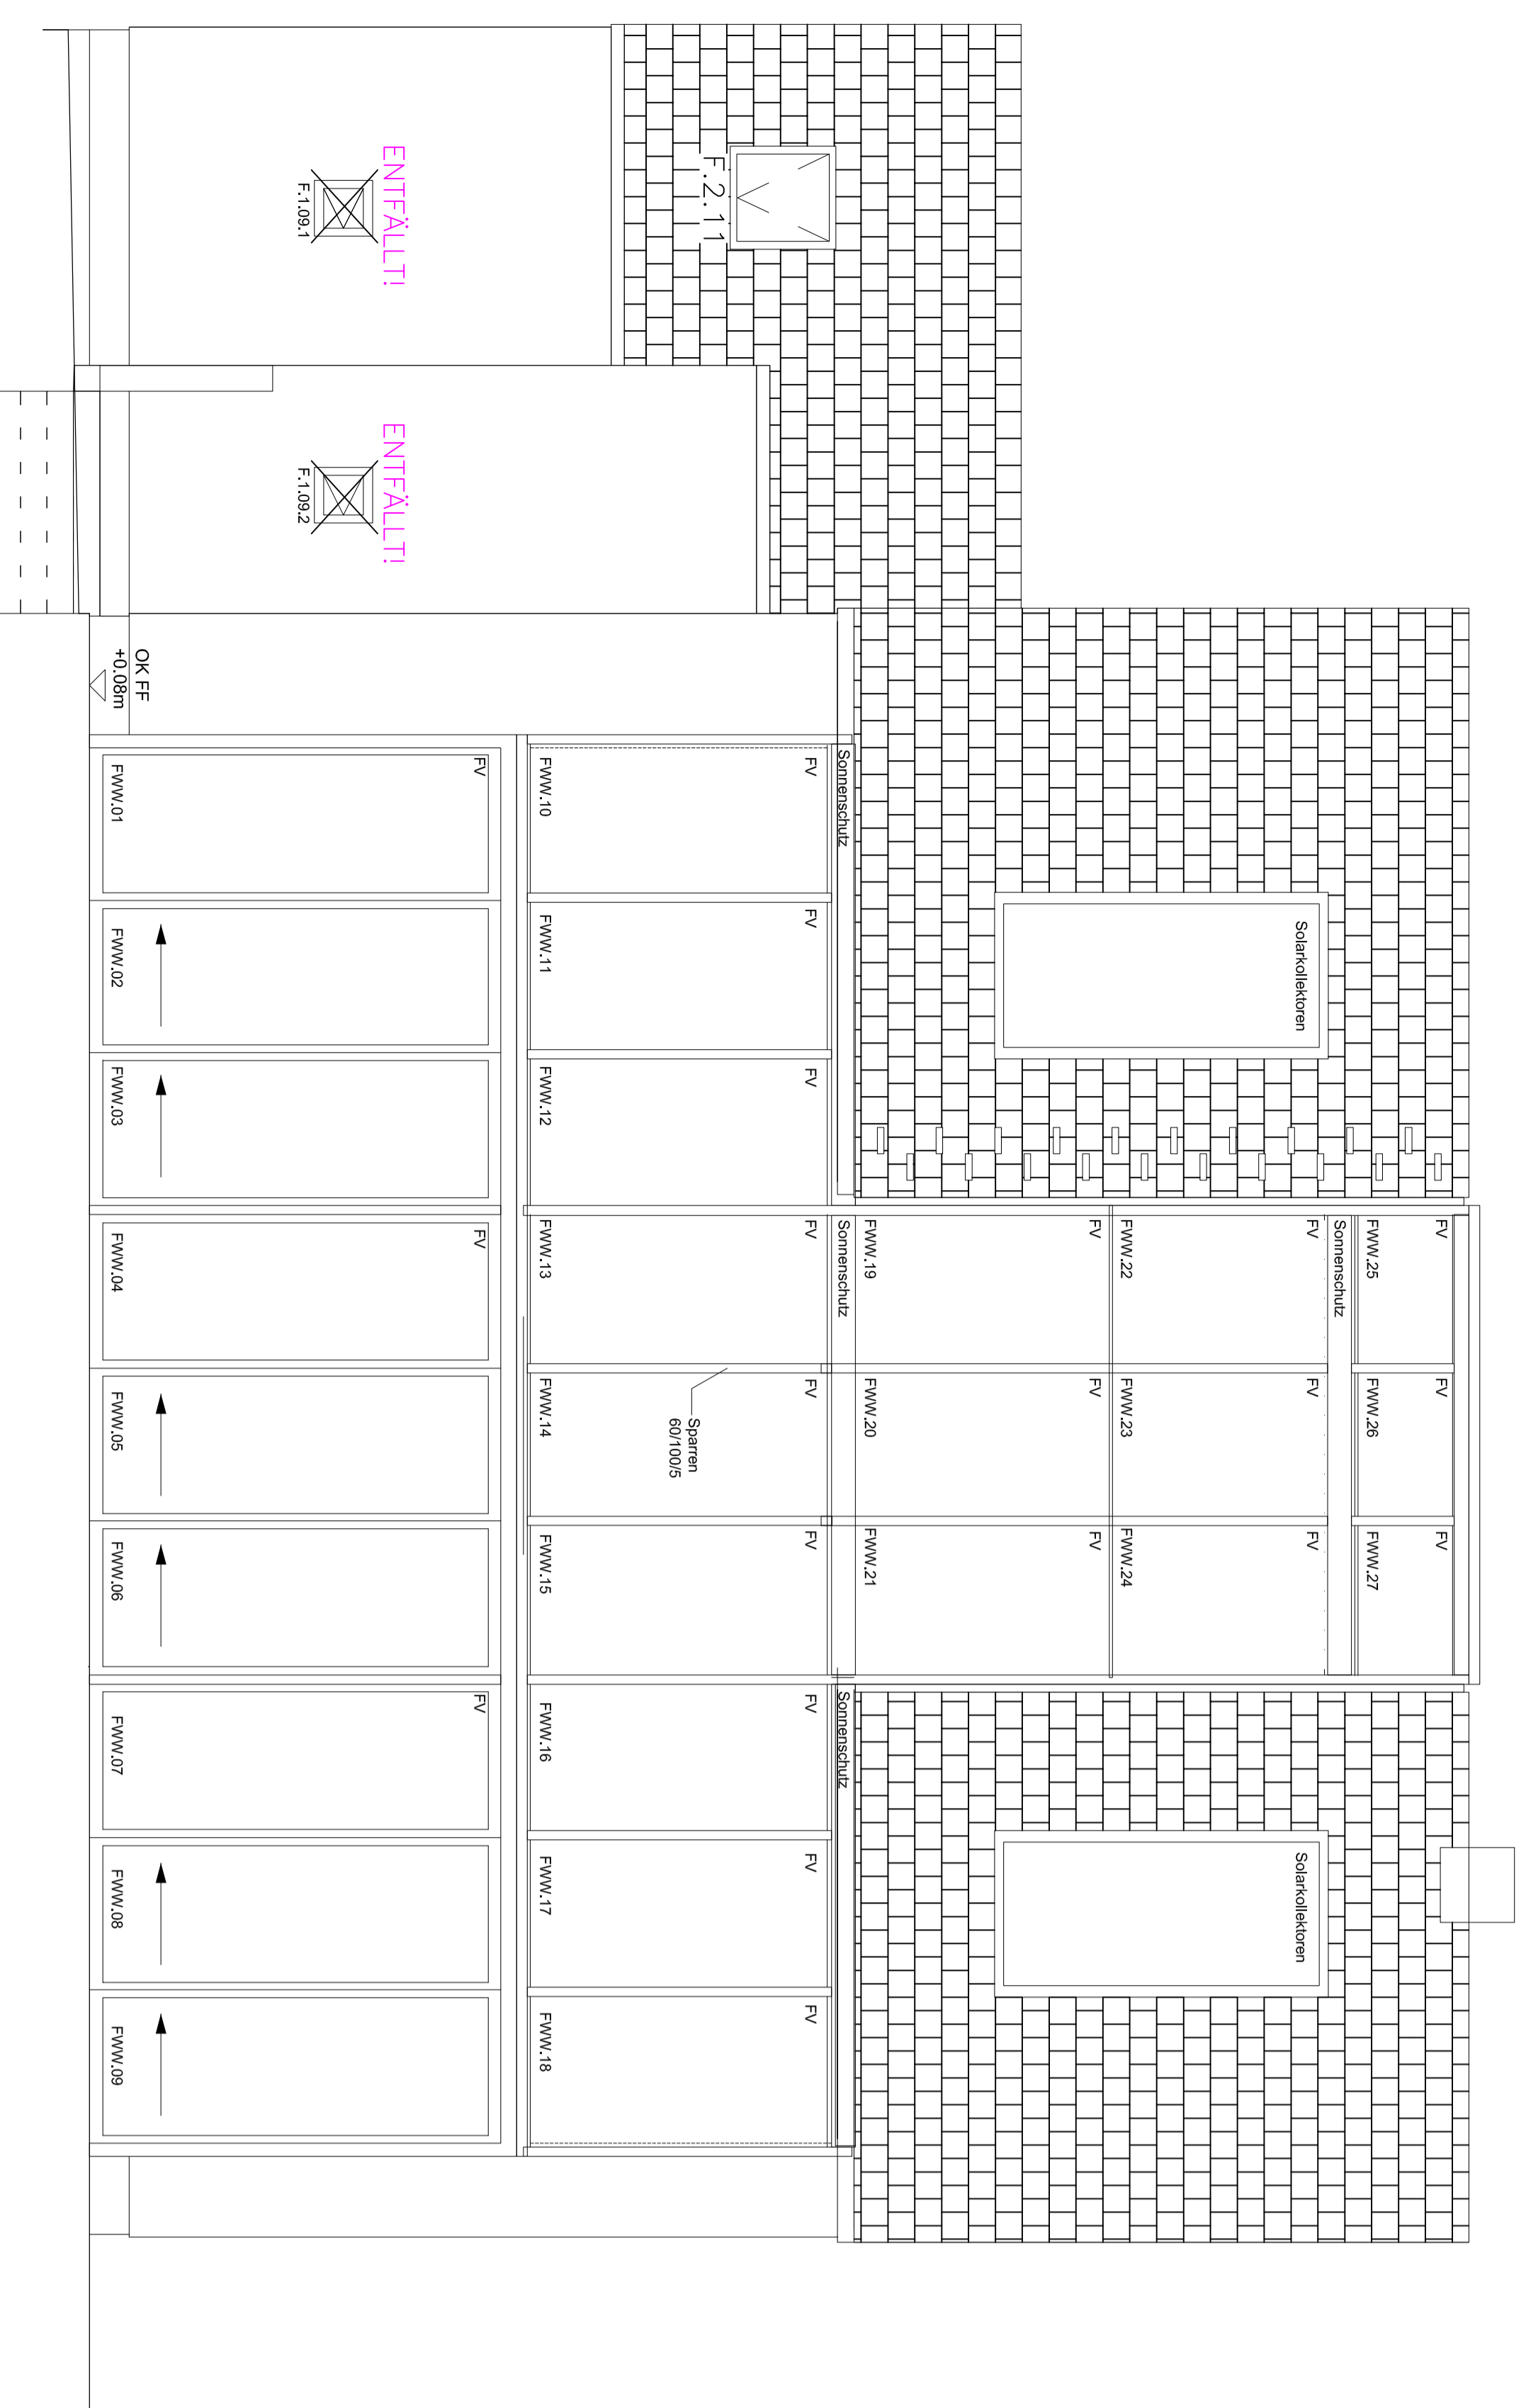 FV
FV
FV
FWW.25
FWW.26
FWW.27
Sonnenschutz
FV
FV
FV
Solarkollektoren
Solarkollektoren
FWW.22
FWW.23
FWW.24
FV
FV
FV
FWW.19
FWW.20
FWW.21
Sonnenschutz
Sonnenschutz
Sonnenschutz
FV
FV
FV
FV
FV
FV
FV
FV
FV
F.2.11
Sparren
60/100/5
FWW.10
FWW.11
FWW.12
FWW.13
FWW.14
FWW.15
FWW.16
FWW.17
FWW.18
FV
FV
FV
ENTFÄLLT!
ENTFÄLLT!
F.1.09.1
F.1.09.2
OK FF
+0.08m
FWW.01
FWW.02
FWW.03
FWW.04
FWW.05
FWW.06
FWW.07
FWW.08
FWW.09